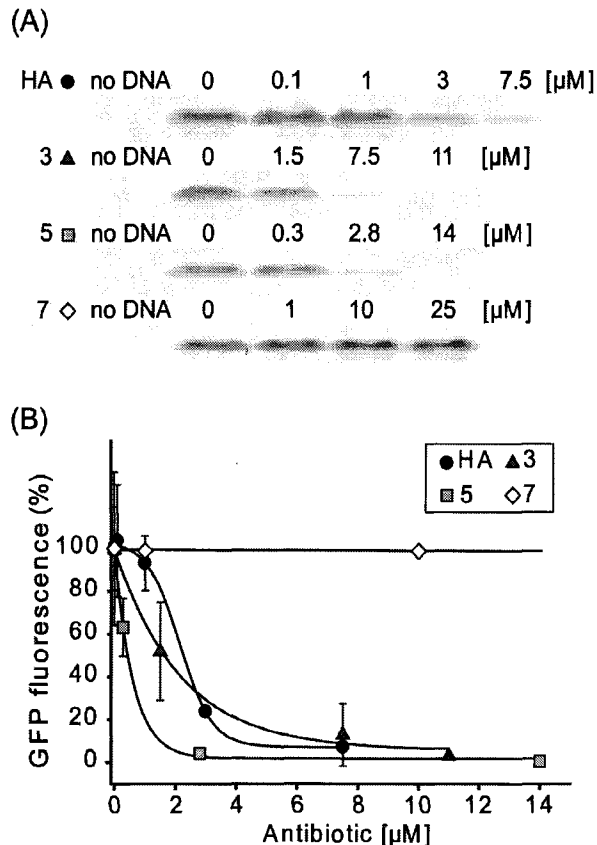 (A)
HA ● no DNA 0 0.1 1 3 7.5 [µM]
3 ▲ no DNA 0 1.5 7.5 11 [µM]
5 ■ no DNA 0 0.3 2.8 14 [µM]
7 ◇ no DNA 0 1 10 25 [µM]
(B)
● HA ▲ 3
■ 5 ◇ 7
GFP fluorescence (%)
100
80
60
40
20
0
0 2 4 6 8 10 12 14
Antibiotic [µM]